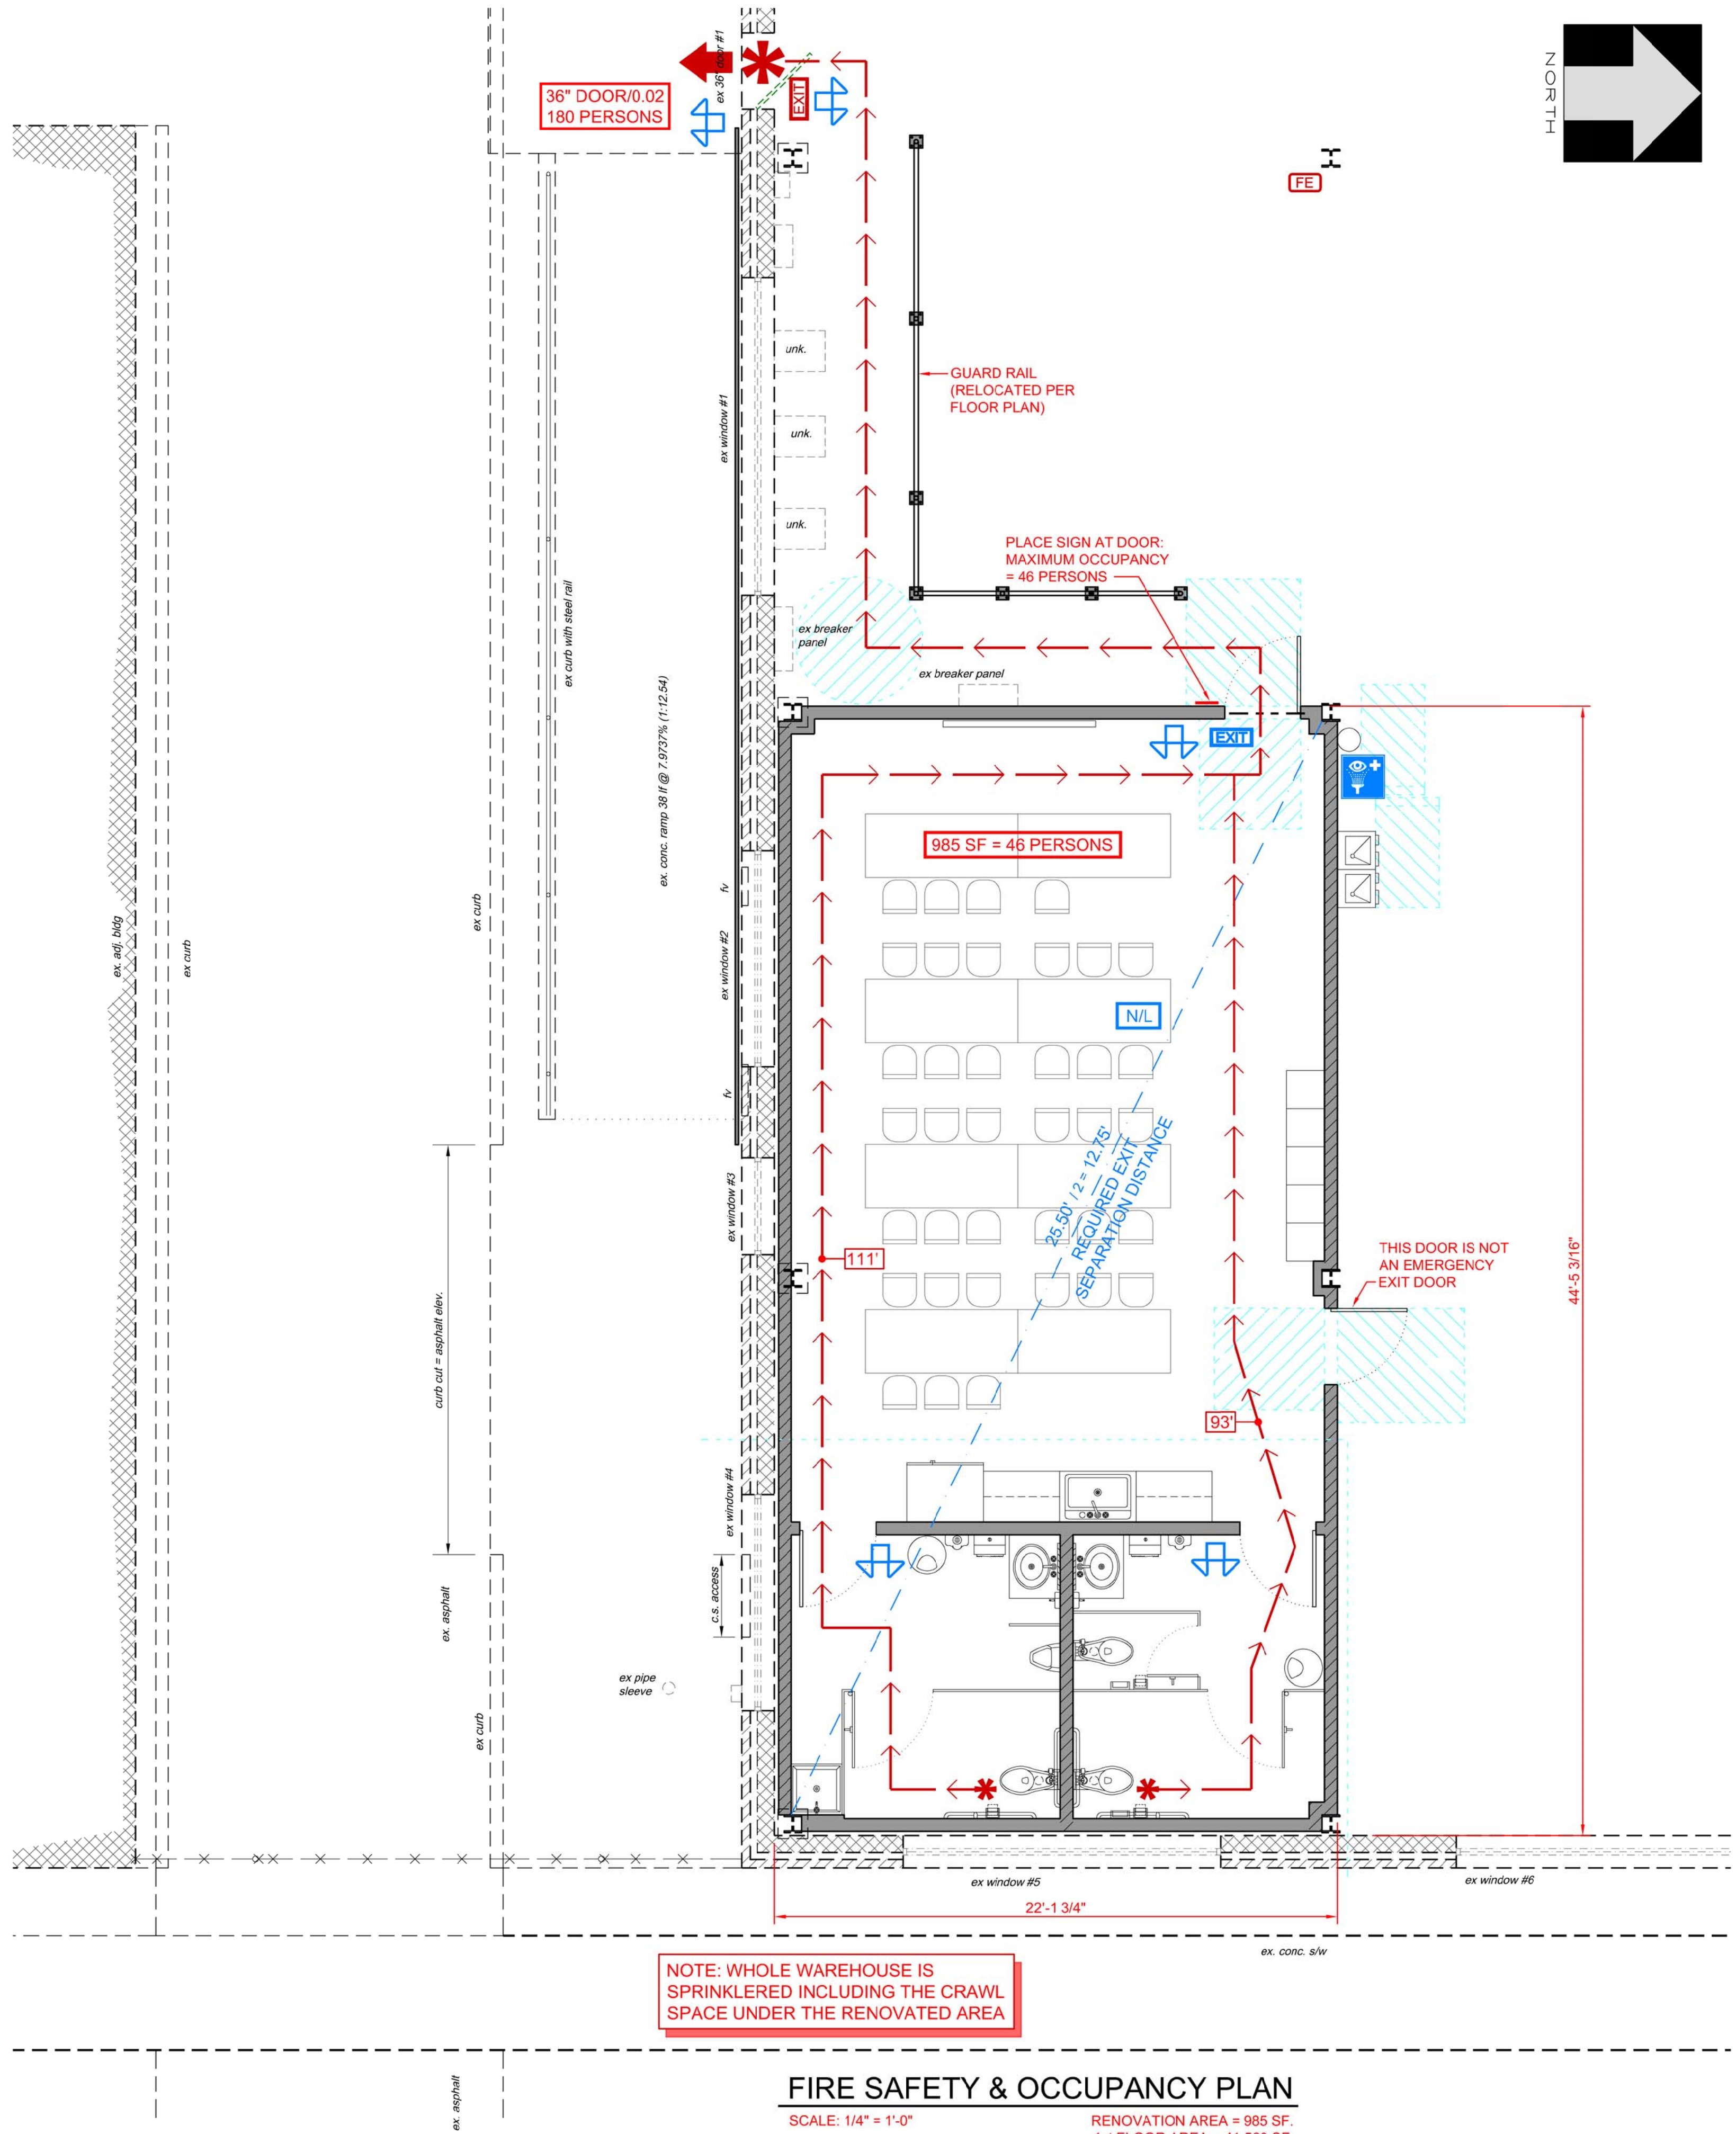 NORTH
ex 36" door #1
36" DOOR/0.02
180 PERSONS
EXIT
FE
unk.
GUARD RAIL
(RELOCATED PER
FLOOR PLAN)
unk.
ex window #1
unk.
PLACE SIGN AT DOOR:
MAXIMUM OCCUPANCY
= 46 PERSONS
ex curb with steel rail
ex breaker
panel
ex breaker panel
ex. conc. ramp 38 lf @ 7.9737% (1:12.54)
EXIT
985 SF = 46 PERSONS
fv
ex. adj. bldg
ex curb
ex curb
ex window #2
N/L
fv
25.50' / 2 = 12.75'
REQUIRED EXIT
SEPARATION DISTANCE
ex window #3
111'
THIS DOOR IS NOT
AN EMERGENCY
EXIT DOOR
44'-5 3/16"
curb cut = asphalt elev.
93'
ex window #4
c.s. access
ex. asphalt
ex pipe
sleeve
ex curb
ex window #5
ex window #6
22'-1 3/4"
ex. conc. s/w
NOTE: WHOLE WAREHOUSE IS
SPRINKLERED INCLUDING THE CRAWL
SPACE UNDER THE RENOVATED AREA
ex. asphalt
FIRE SAFETY & OCCUPANCY PLAN
SCALE: 1/4" = 1'-0"
RENOVATION AREA = 985 SF.